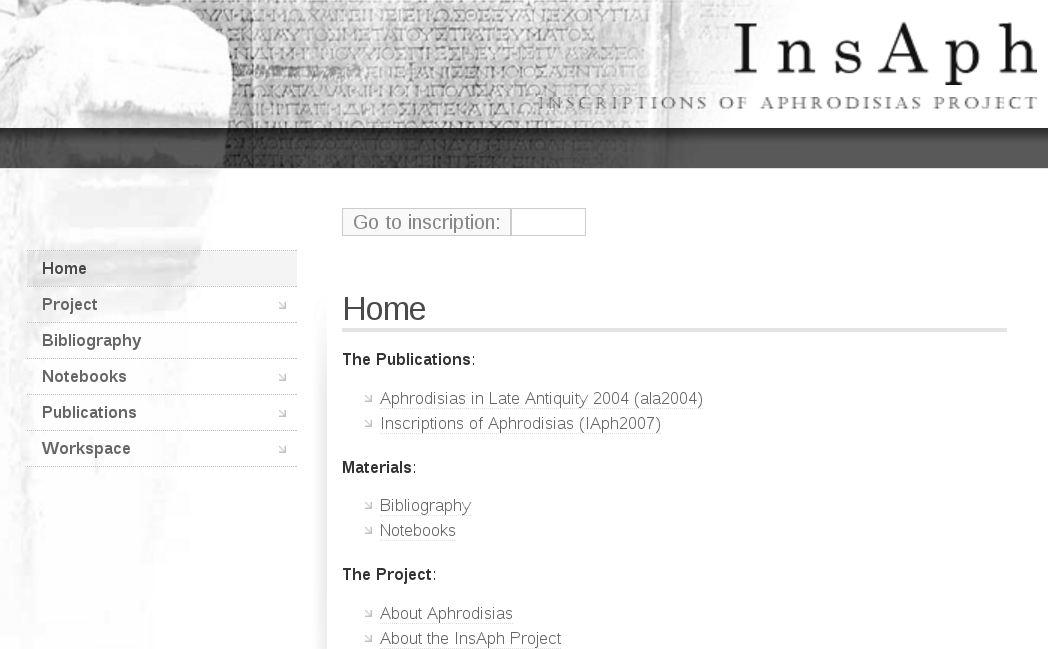 InsAph
INSCRIPTIONS OF APHRODISIAS PROJECT
Go to inscription:
Home
Project
Bibliography
Notebooks
Publications
Workspace
Home
The Publications:
Aphrodisias in Late Antiquity 2004 (ala2004)
Inscriptions of Aphrodisias (IAph2007)
Materials:
Bibliography
Notebooks
The Project:
About Aphrodisias
About the InsAph Project